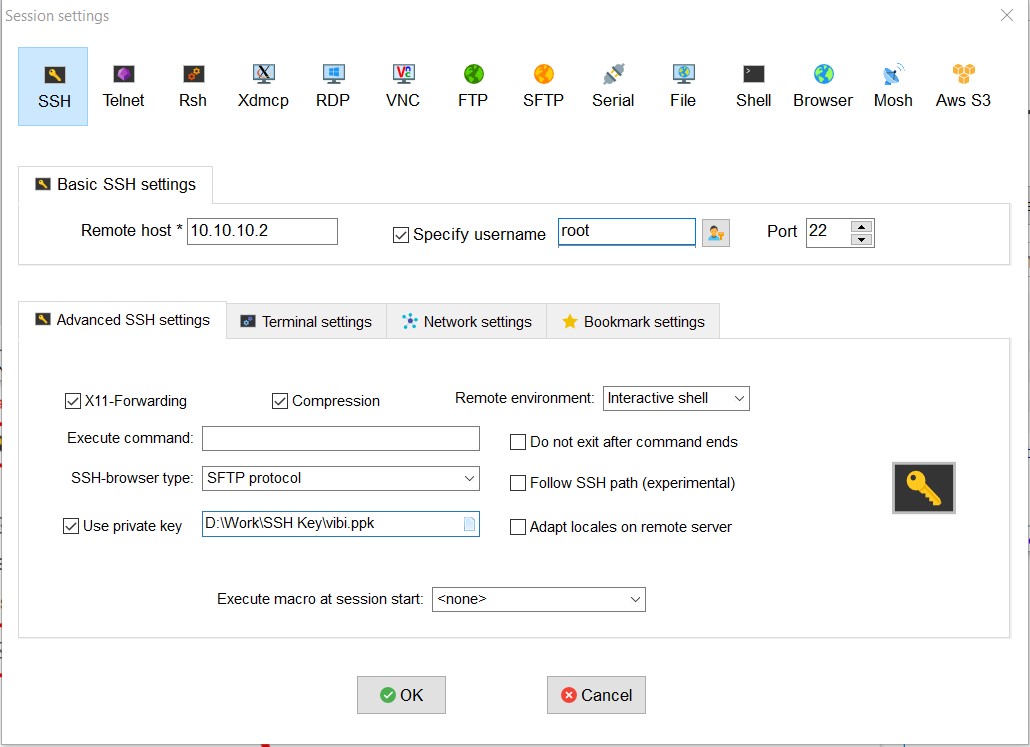 Session settings
SSH Telnet Rsh Xdmcp RDP VNC FTP SFTP Serial File Shell Browser Mosh Aws S3
Basic SSH settings
Remote host * 10.10.10.2 Specify username root Port 22
Advanced SSH settings Terminal settings Network settings Bookmark settings
X11-Forwarding Compression Remote environment: Interactive shell
Execute command: Do not exit after command ends
SSH-browser type: SFTP protocol Follow SSH path (experimental)
Use private key D:\Work\SSH Key\vibi.ppk Adapt locales on remote server
Execute macro at session start: <none>
OK Cancel